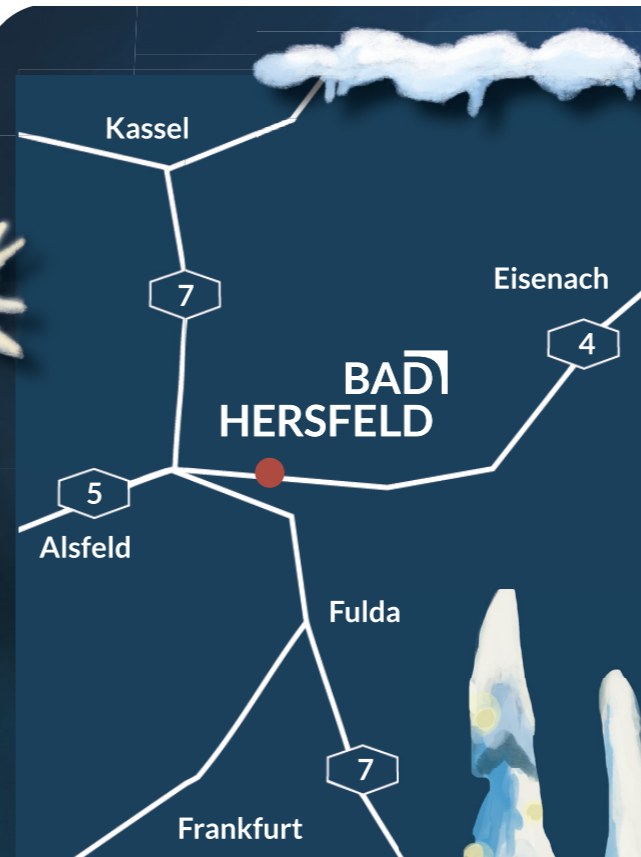 Kassel
7
Eisenach
4
BAD
HERSFELD
5
Alsfeld
Fulda
7
Frankfurt